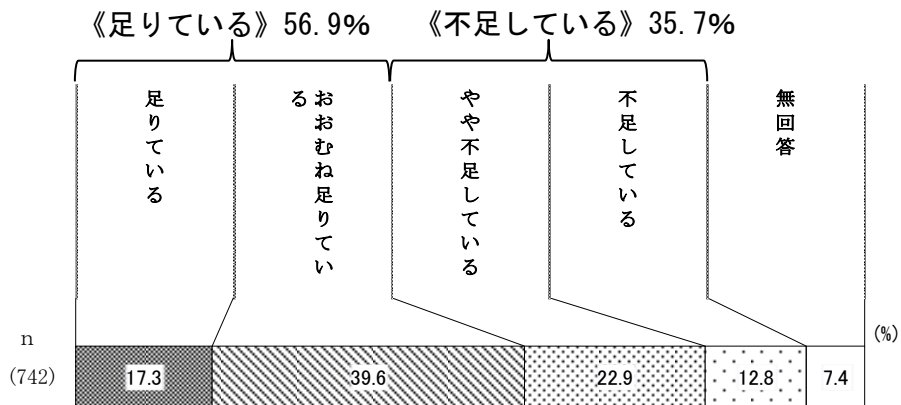 《足りている》56.9%　《不足している》35.7%
足りている
おおむね足りてい
る
やや不足している
不足している
無回答
(%)
n
(742)
17.3 39.6 22.9 12.8 7.4